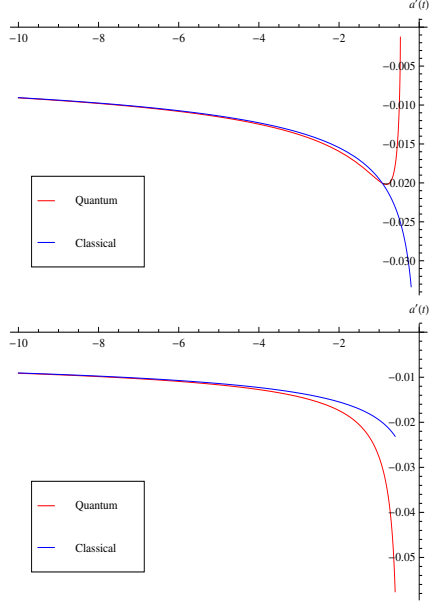 a′(t)
−10 −8 −6 −4 −2
−0.005
−0.010
−0.015
−0.020
−0.025
−0.030
Quantum
Classical
a′(t)
−10 −8 −6 −4 −2
−0.01
−0.02
−0.03
−0.04
−0.05
Quantum
Classical